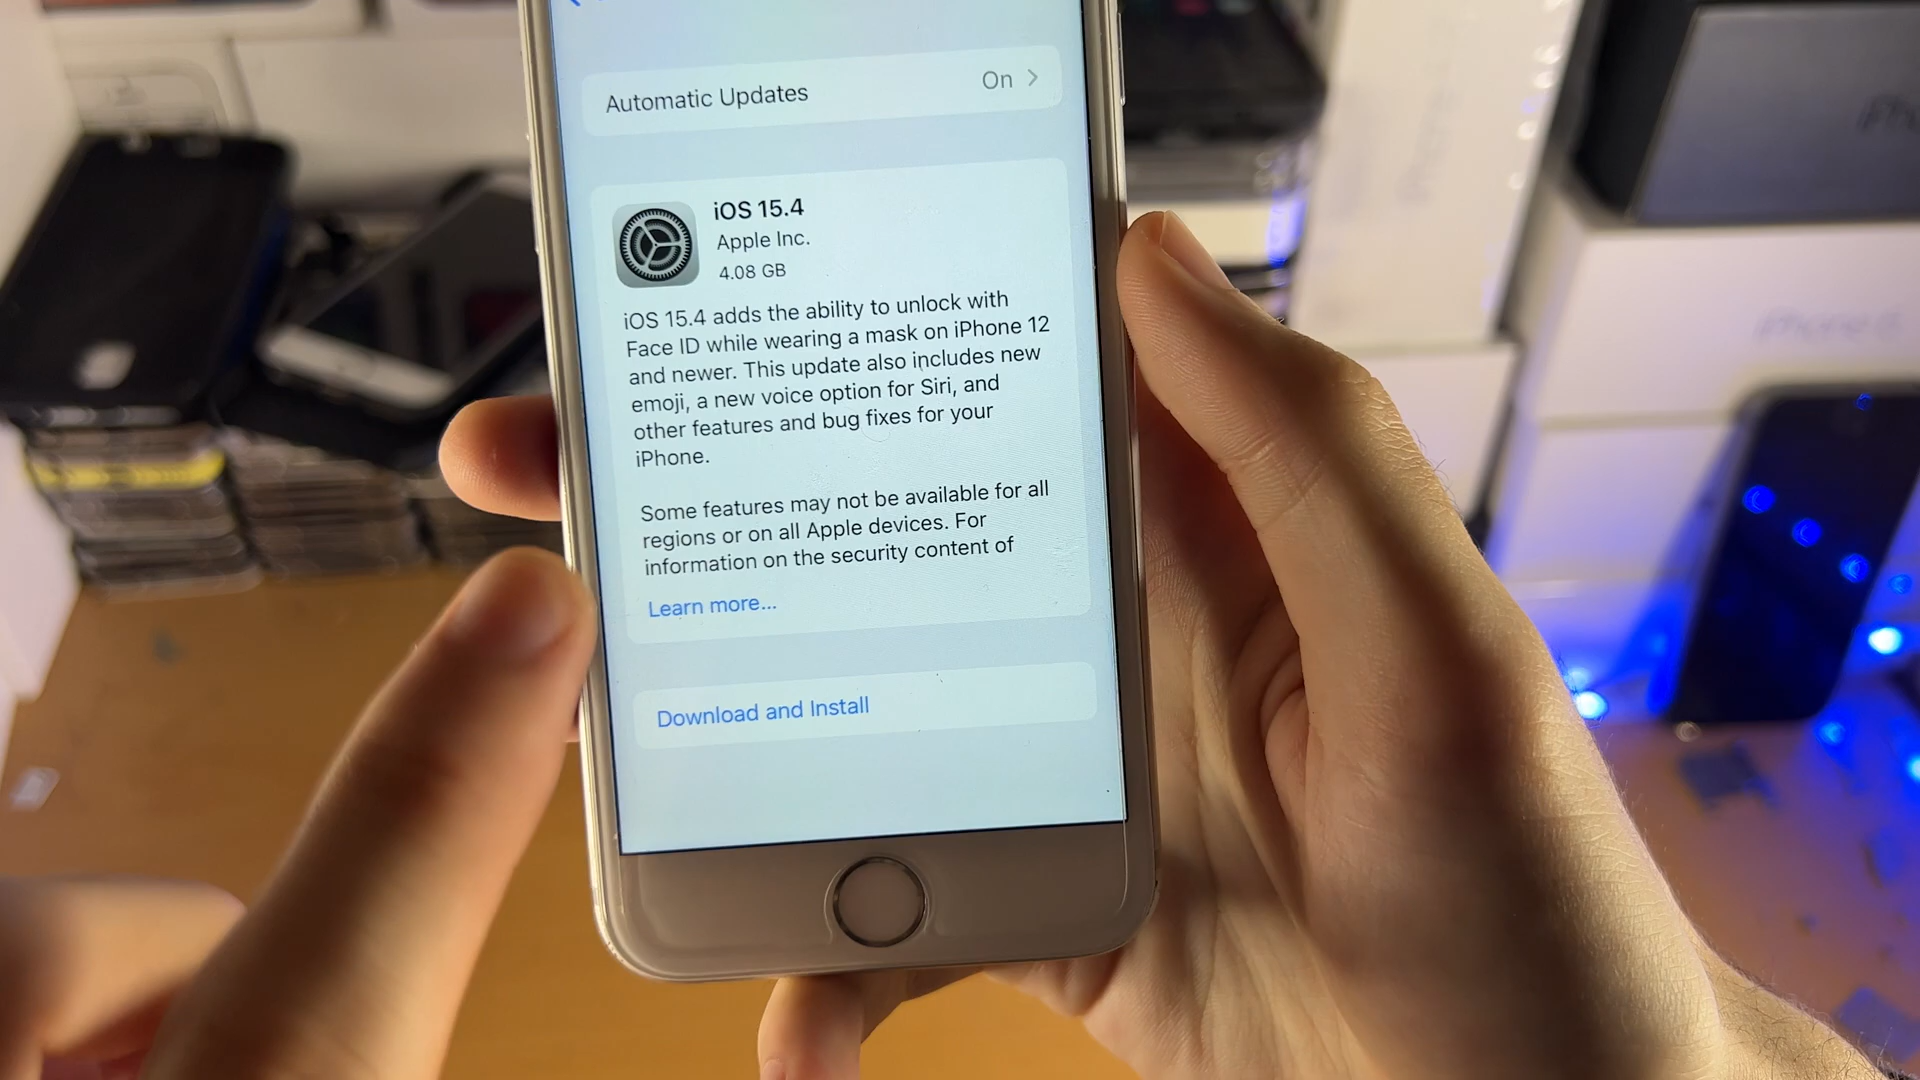 Automatic Updates On
iOS 15.4
Apple Inc.
4.08 GB
iOS 15.4 adds the ability to unlock with
Face ID while wearing a mask on iPhone 12
and newer. This update also includes new
emoji, a new voice option for Siri, and
other features and bug fixes for your
iPhone.
Some features may not be available for all
regions or on all Apple devices. For
information on the security content of
Learn more...
Download and Install